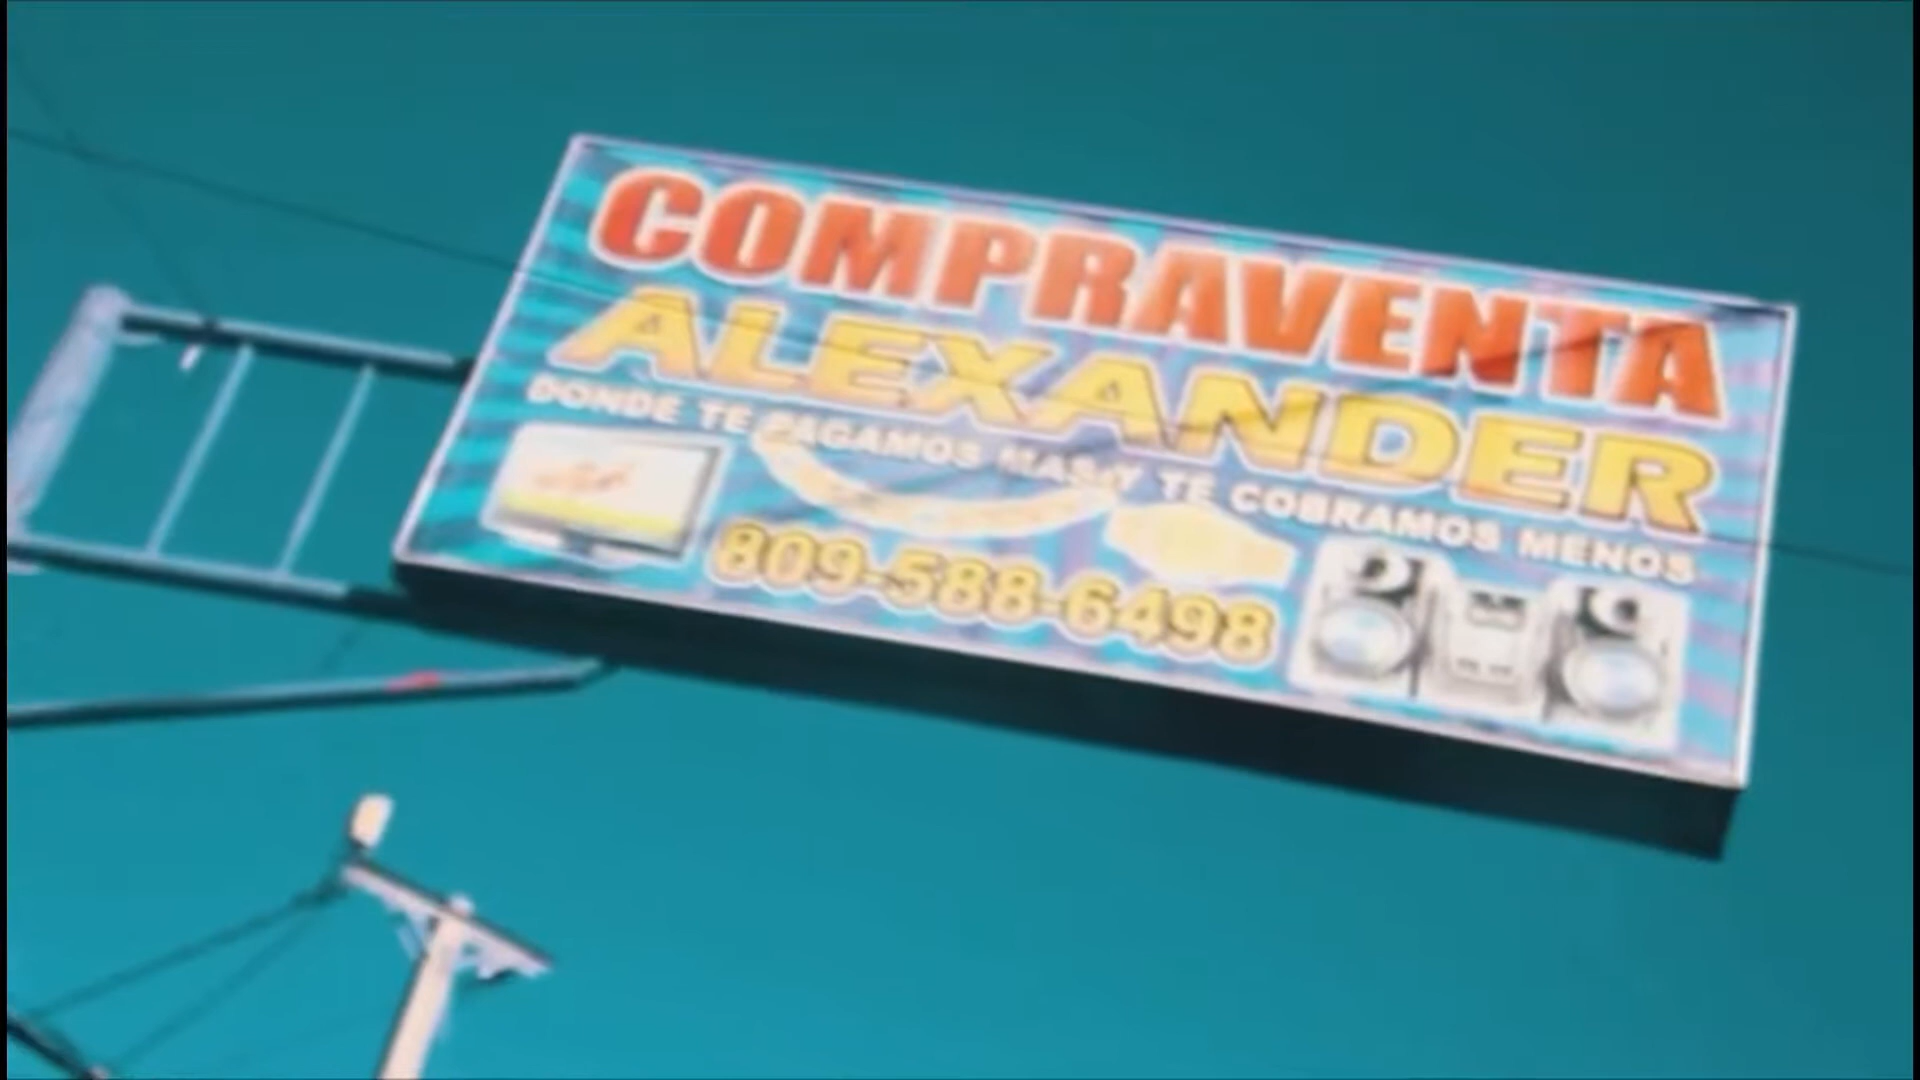 COMPRAVENTA
ALEXANDER
DONDE TE PAGAMOS MAS Y TE COBRAMOS MENOS
809-588-6498